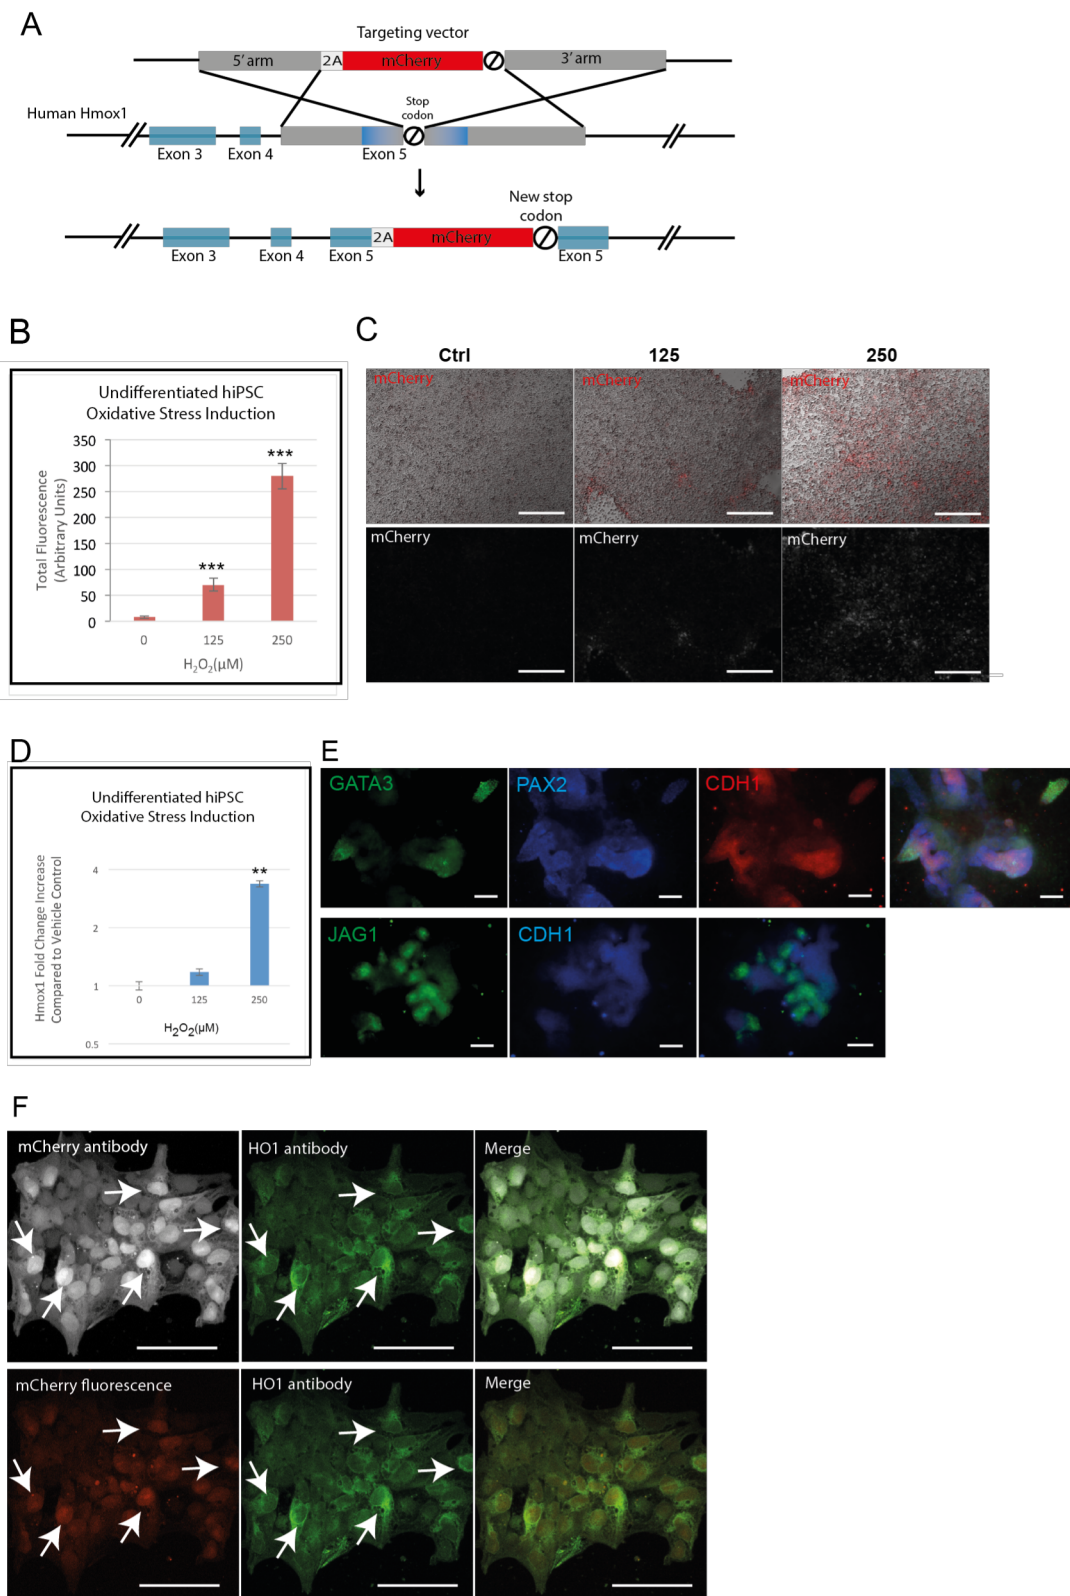 A
Targeting vector
5' arm
2A
mCherry
3' arm
Stop
codon
Human Hmox1
Exon 3
Exon 4
Exon 5
New stop
codon
2A
mCherry
Exon 3
Exon 4
Exon 5
Exon 5
B
Undifferentiated hiPSC
Oxidative Stress Induction
Total Fluorescence
(Arbitrary Units)
350
300
250
200
150
100
50
0
***
***
0
125
250
H₂O₂(µM)
C
Ctrl
125
250
mCherry
mCherry
mCherry
mCherry
mCherry
mCherry
D
Undifferentiated hiPSC
Oxidative Stress Induction
Hmox1 Fold Change Increase
Compared to Vehicle Control
4
2
1
0.5
**
0
125
250
H₂O₂(µM)
E
GATA3
PAX2
CDH1
JAG1
CDH1
F
mCherry antibody
HO1 antibody
Merge
mCherry fluorescence
HO1 antibody
Merge